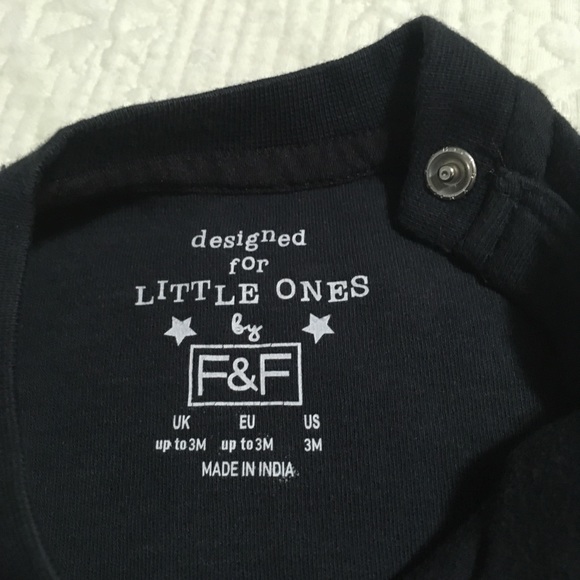 designed
for
LITTLE ONES
by
F&F
UK EU US
up to 3M up to 3M 3M
MADE IN INDIA